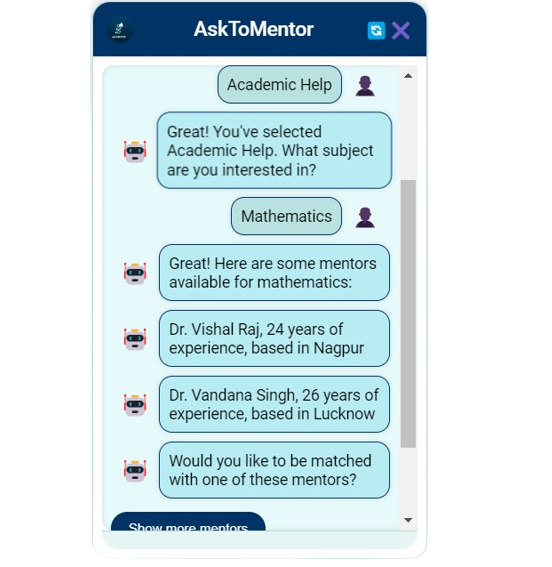 AskToMentor
Academic Help
Great! You've selected
Academic Help. What subject
are you interested in?
Mathematics
Great! Here are some mentors
available for mathematics:
Dr. Vishal Raj, 24 years of
experience, based in Nagpur
Dr. Vandana Singh, 26 years of
experience, based in Lucknow
Would you like to be matched
with one of these mentors?
Show more mentors